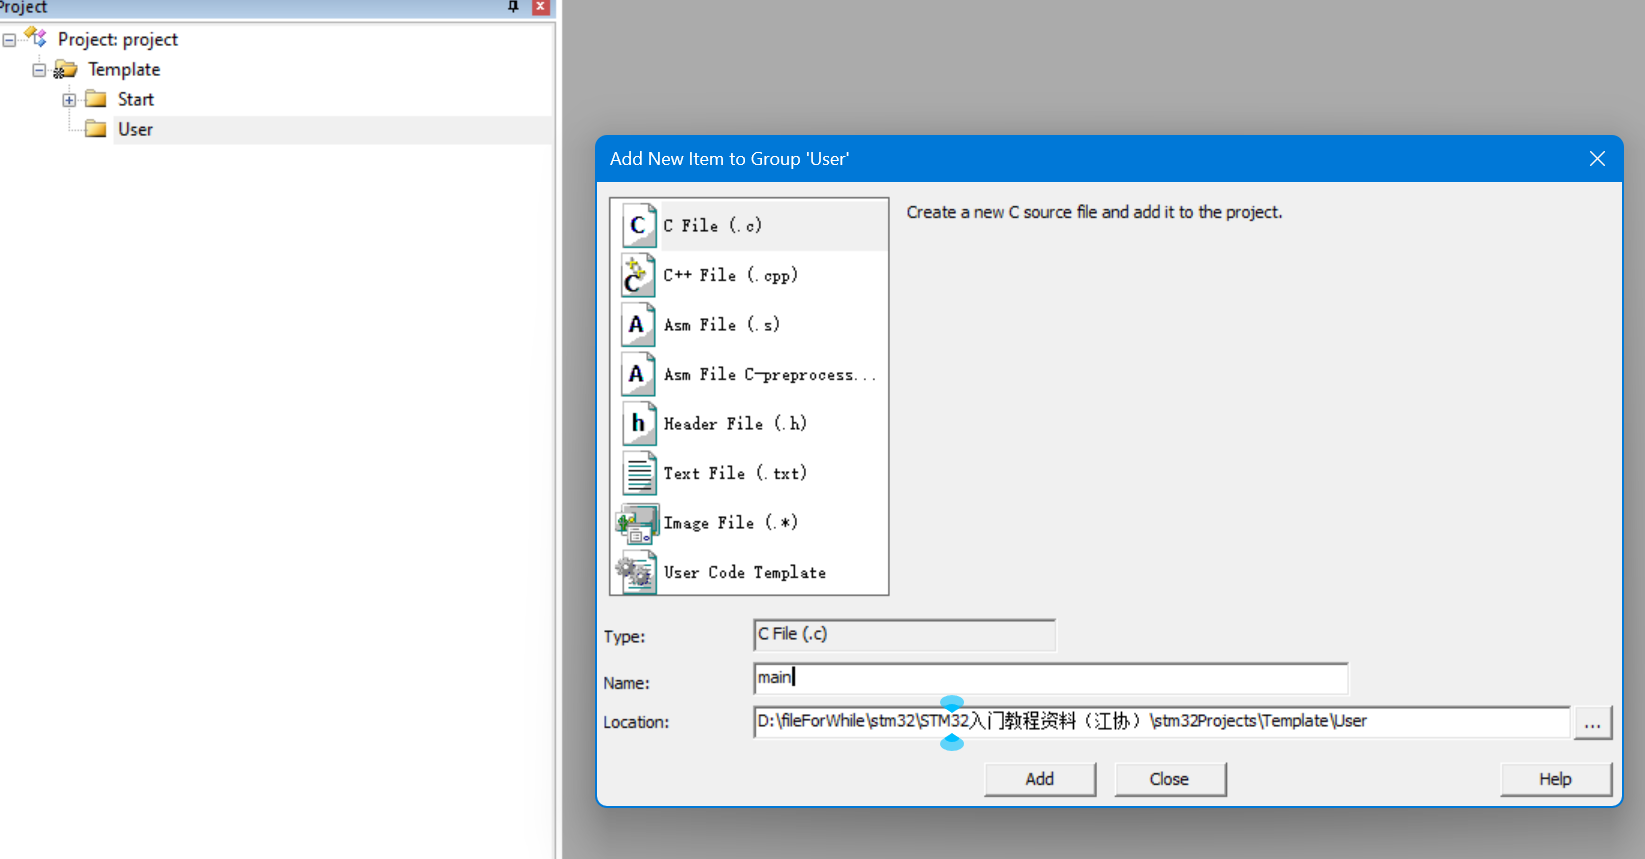 Project
Project: project
Template
Start
User
Add New Item to Group 'User'
C File (.c)
C++ File (.cpp)
Asm File (.s)
Asm File C-preprocess...
Header File (.h)
Text File (.txt)
Image File (.*)
User Code Template
Create a new C source file and add it to the project.
Type:
C File (.c)
Name:
main
Location:
D:\fileForWhile\stm32\STM32入门教程资料（江协）\stm32Projects\Template\User
...
Add
Close
Help